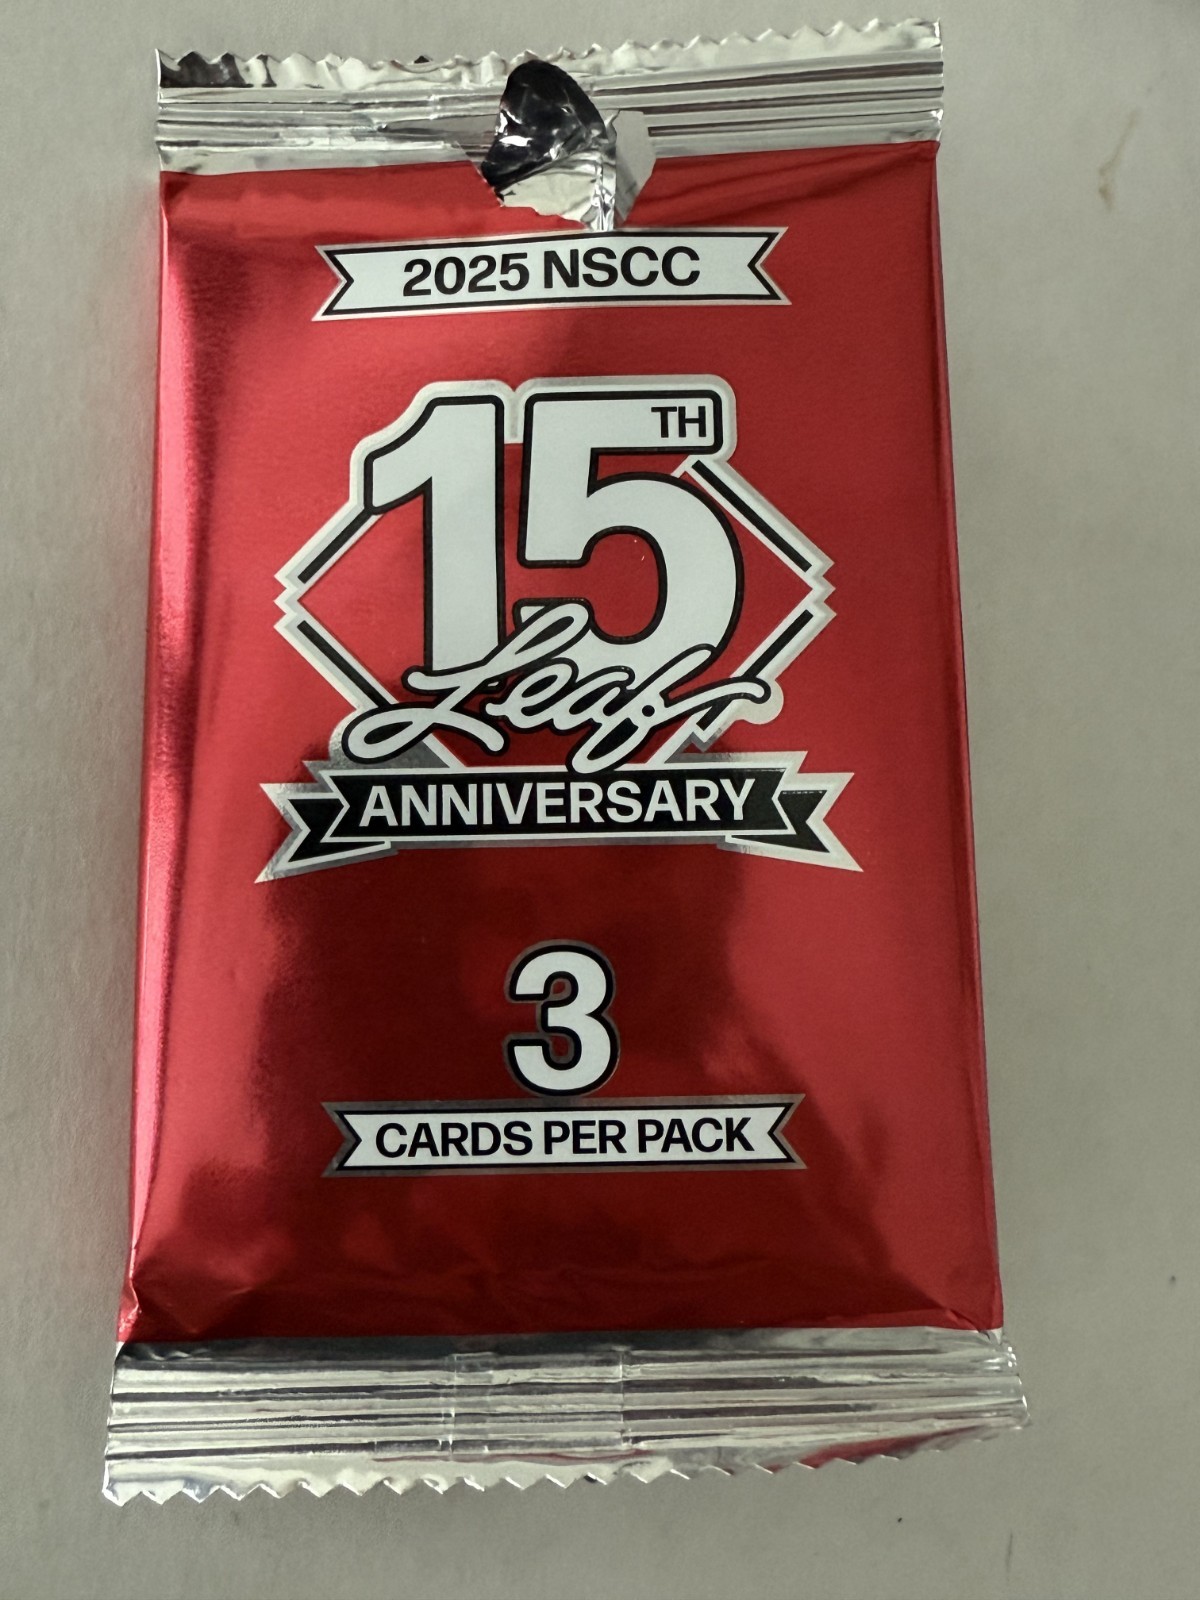 2025 NSCC
15TH
Leaf
ANNIVERSARY
3
CARDS PER PACK